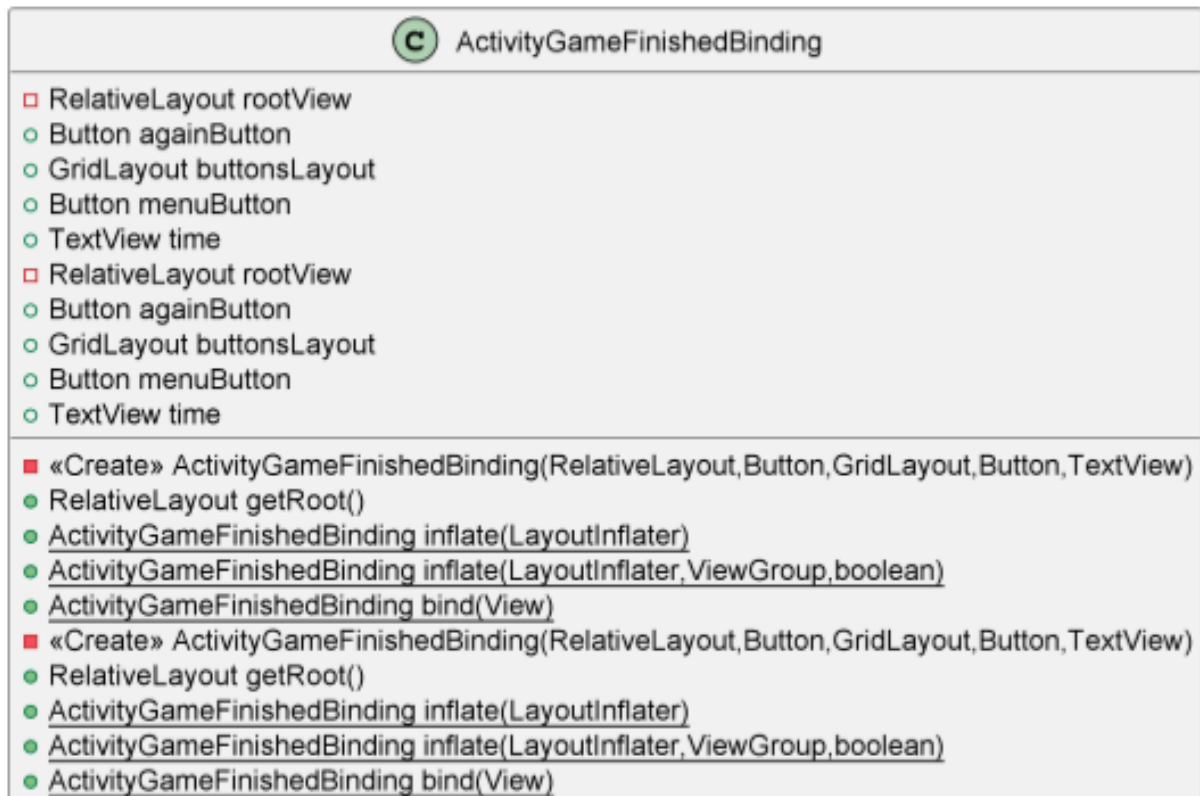 C ActivityGameFinishedBinding
RelativeLayout rootView
Button againButton
GridLayout buttonsLayout
Button menuButton
TextView time
RelativeLayout rootView
Button againButton
GridLayout buttonsLayout
Button menuButton
TextView time
«Create» ActivityGameFinishedBinding(RelativeLayout,Button,GridLayout,Button,TextView)
RelativeLayout getRoot()
ActivityGameFinishedBinding inflate(LayoutInflater)
ActivityGameFinishedBinding inflate(LayoutInflater,ViewGroup,boolean)
ActivityGameFinishedBinding bind(View)
«Create» ActivityGameFinishedBinding(RelativeLayout,Button,GridLayout,Button,TextView)
RelativeLayout getRoot()
ActivityGameFinishedBinding inflate(LayoutInflater)
ActivityGameFinishedBinding inflate(LayoutInflater,ViewGroup,boolean)
ActivityGameFinishedBinding bind(View)